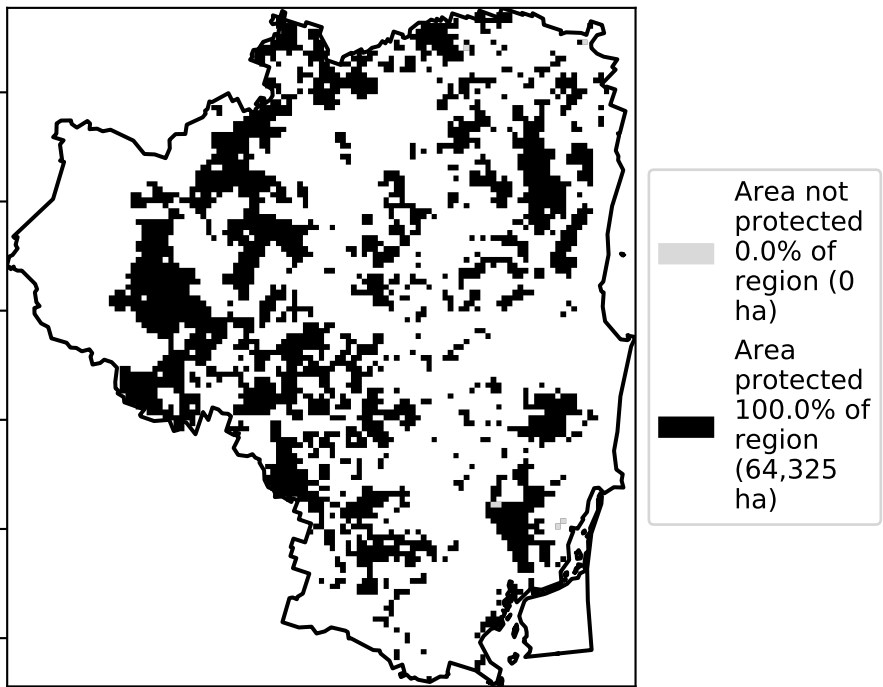 Area not
protected
0.0% of
region (0
ha)
Area
protected
100.0% of
region
(64,325
ha)